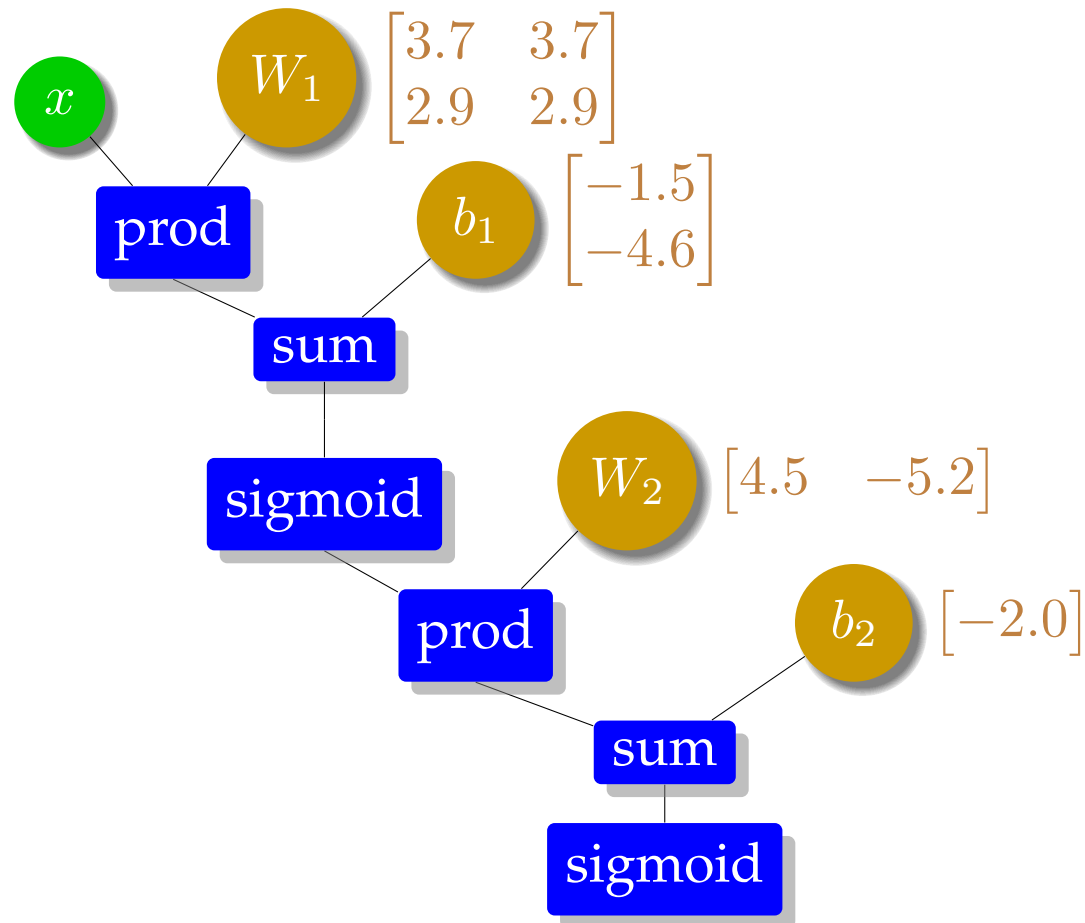 x
W₁
[3.7 3.7
2.9 2.9]
prod
b₁
[−1.5
−4.6]
sum
sigmoid
W₂
[4.5 −5.2]
prod
b₂
[−2.0]
sum
sigmoid